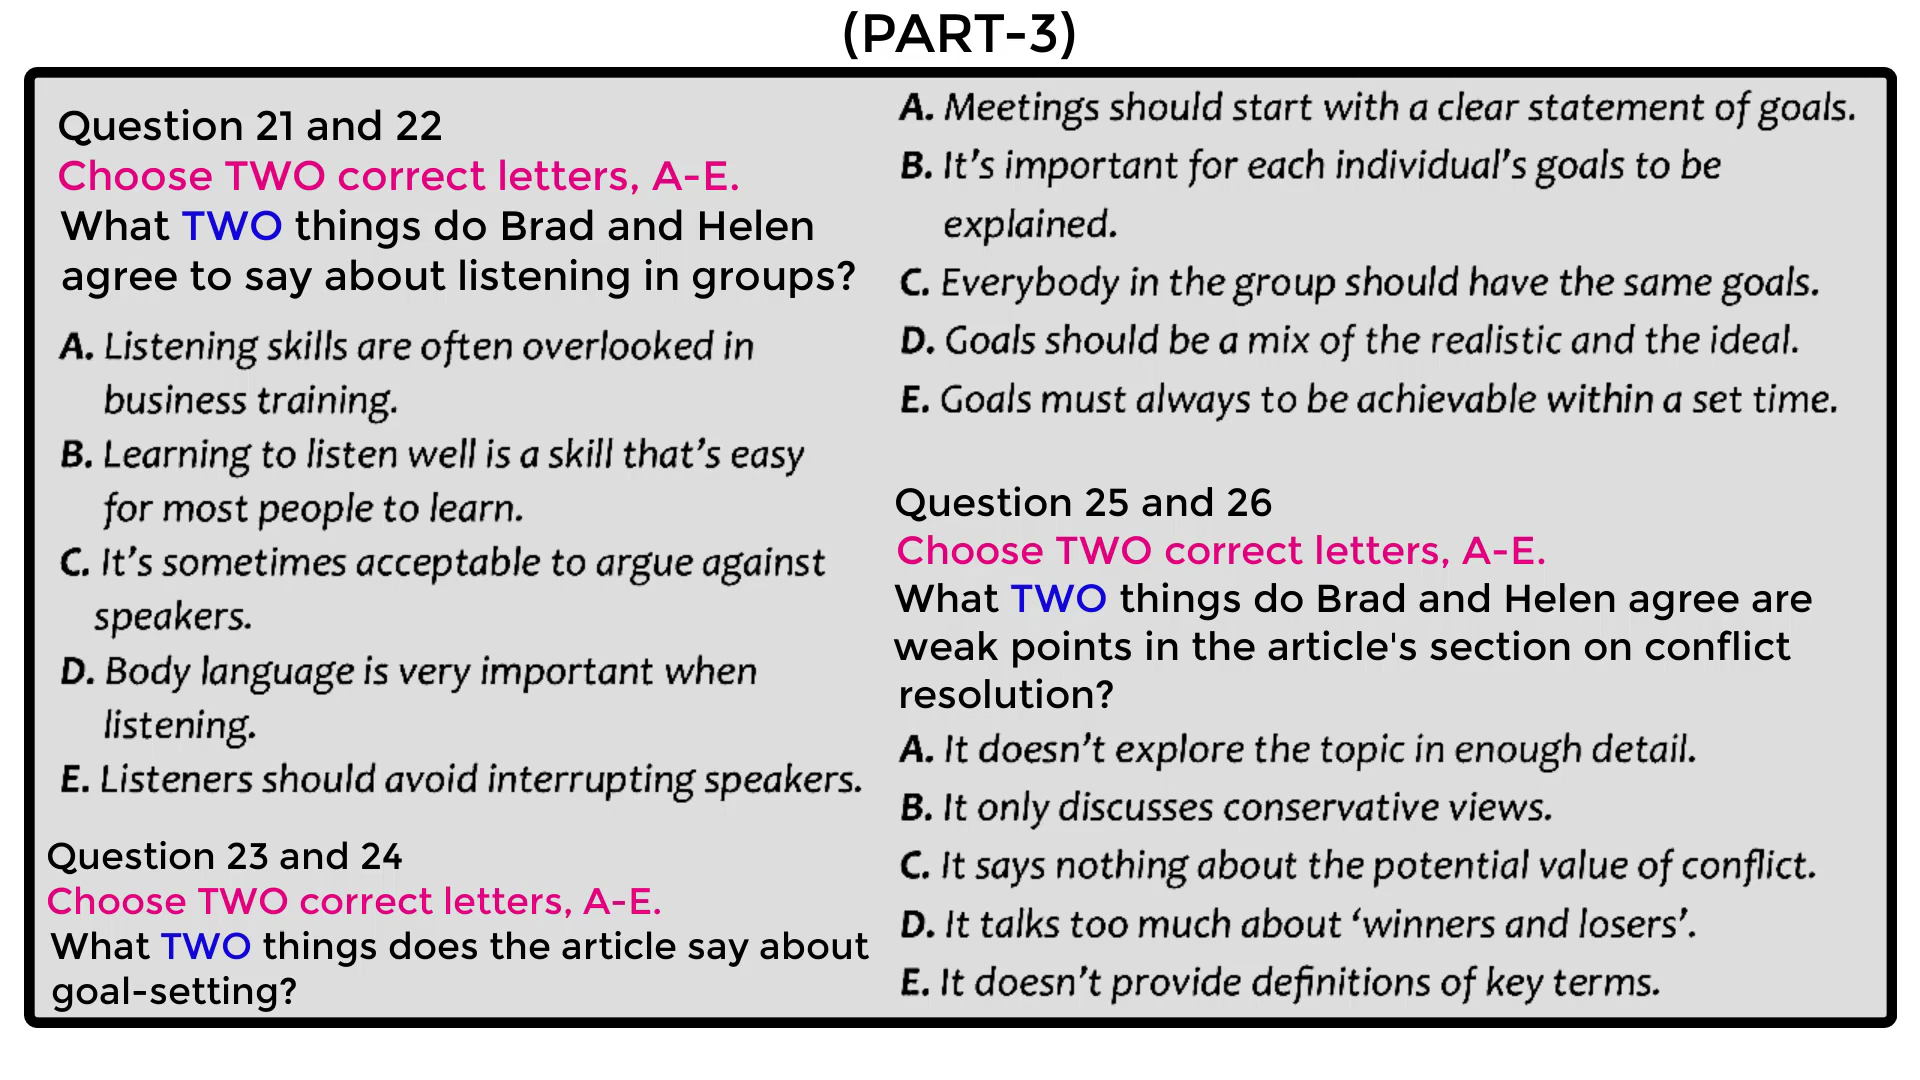 (PART-3)
Question 21 and 22
Choose TWO correct letters, A-E.
What TWO things do Brad and Helen
agree to say about listening in groups?
A. Listening skills are often overlooked in
business training.
B. Learning to listen well is a skill that's easy
for most people to learn.
C. It's sometimes acceptable to argue against
speakers.
D. Body language is very important when
listening.
E. Listeners should avoid interrupting speakers.
Question 23 and 24
Choose TWO correct letters, A-E.
What TWO things does the article say about
goal-setting?
A. Meetings should start with a clear statement of goals.
B. It's important for each individual's goals to be
explained.
C. Everybody in the group should have the same goals.
D. Goals should be a mix of the realistic and the ideal.
E. Goals must always to be achievable within a set time.
Question 25 and 26
Choose TWO correct letters, A-E.
What TWO things do Brad and Helen agree are
weak points in the article's section on conflict
resolution?
A. It doesn't explore the topic in enough detail.
B. It only discusses conservative views.
C. It says nothing about the potential value of conflict.
D. It talks too much about 'winners and losers'.
E. It doesn't provide definitions of key terms.